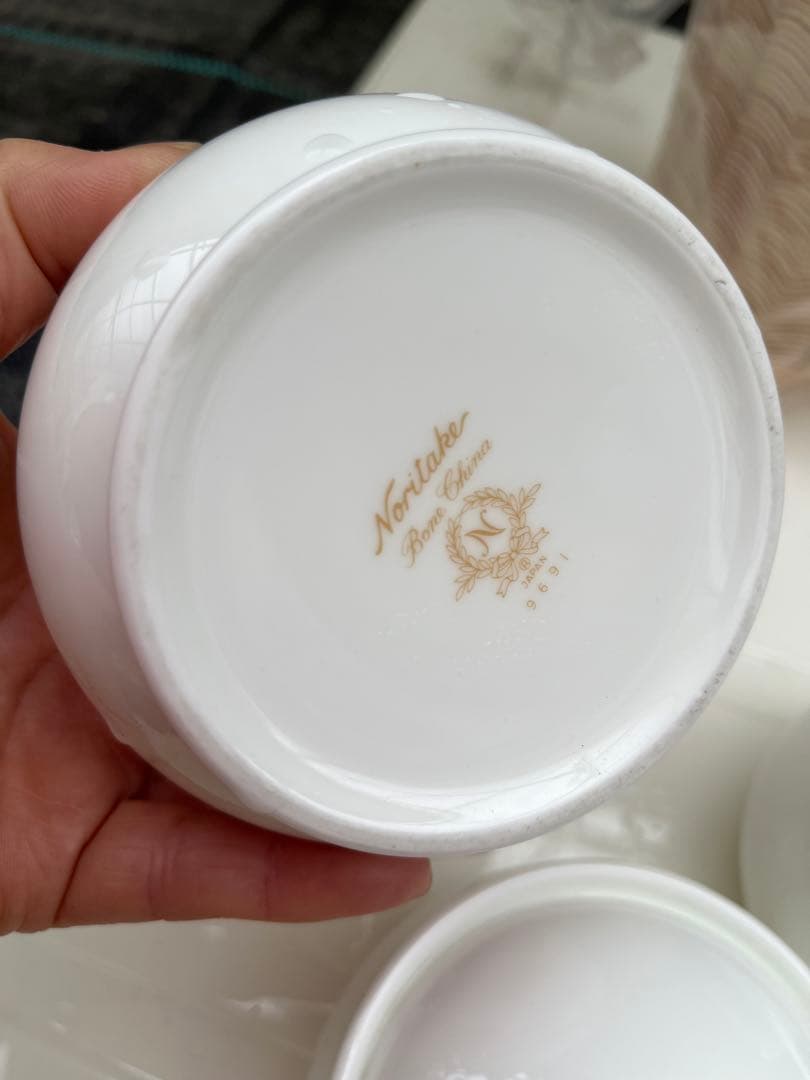 Noritake
Bone China
N
®
JAPAN
9691